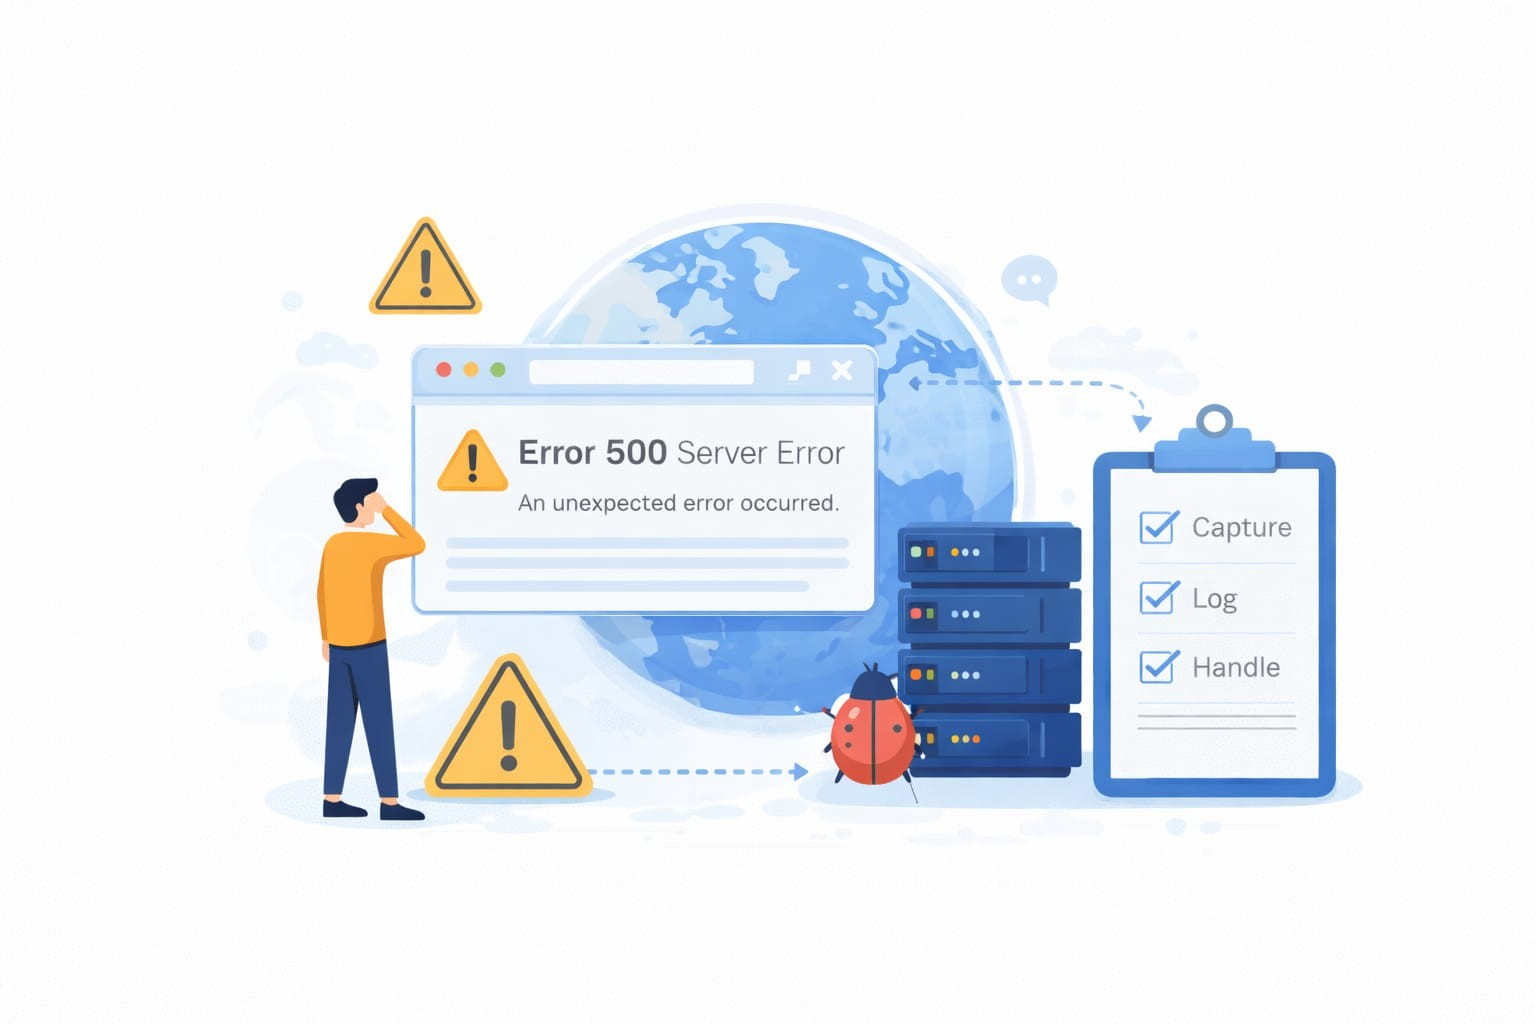 Error 500 Server Error
An unexpected error occurred.
Capture
Log
Handle